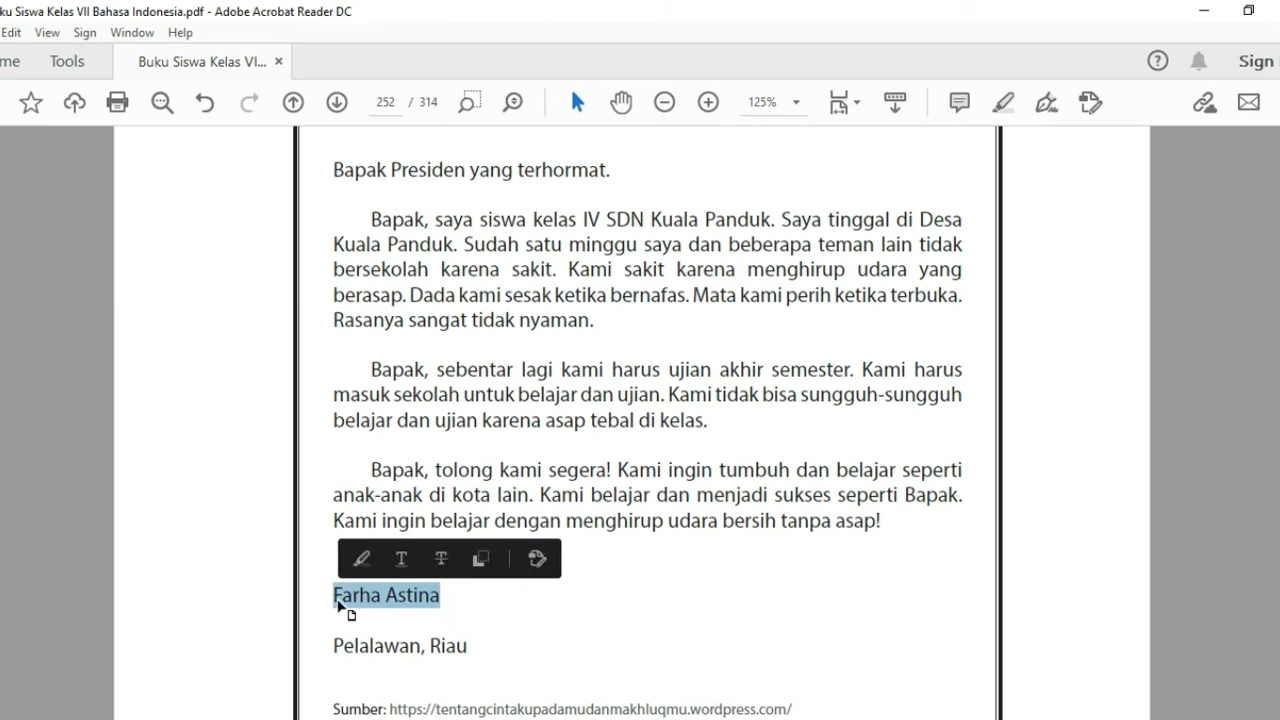 ku Siswa Kelas VII Bahasa Indonesia.pdf - Adobe Acrobat Reader DC
Edit View Sign Window Help
me Tools Buku Siswa Kelas VI... × Sign
252 / 314 125%
Bapak Presiden yang terhormat.
Bapak, saya siswa kelas IV SDN Kuala Panduk. Saya tinggal di Desa
Kuala Panduk. Sudah satu minggu saya dan beberapa teman lain tidak
bersekolah karena sakit. Kami sakit karena menghirup udara yang
berasap. Dada kami sesak ketika bernafas. Mata kami perih ketika terbuka.
Rasanya sangat tidak nyaman.
Bapak, sebentar lagi kami harus ujian akhir semester. Kami harus
masuk sekolah untuk belajar dan ujian. Kami tidak bisa sungguh-sungguh
belajar dan ujian karena asap tebal di kelas.
Bapak, tolong kami segera! Kami ingin tumbuh dan belajar seperti
anak-anak di kota lain. Kami belajar dan menjadi sukses seperti Bapak.
Kami ingin belajar dengan menghirup udara bersih tanpa asap!
Farha Astina
Pelalawan, Riau
Sumber: https://tentangcintakupadamudanmakhluqmu.wordpress.com/